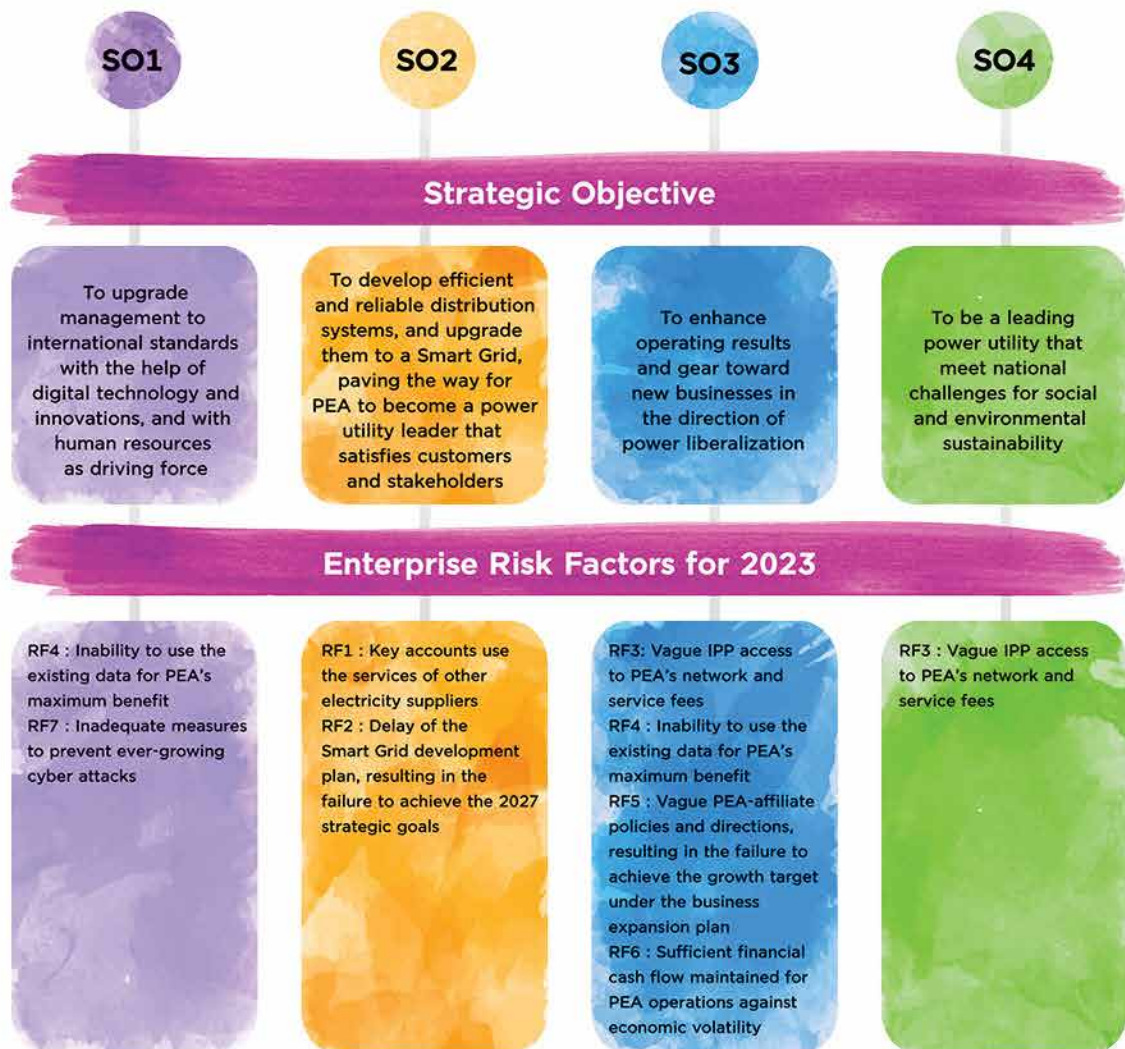 SO1
SO2
SO3
SO4
Strategic Objective
To upgrade
management to
international standards
with the help of
digital technology and
innovations, and with
human resources
as driving force
To develop efficient
and reliable distribution
systems, and upgrade
them to a Smart Grid,
paving the way for
PEA to become a power
utility leader that
satisfies customers
and stakeholders
To enhance
operating results
and gear toward
new businesses in
the direction of
power liberalization
To be a leading
power utility that
meet national
challenges for social
and environmental
sustainability
Enterprise Risk Factors for 2023
RF4 : Inability to use the
existing data for PEA's
maximum benefit
RF7 : Inadequate measures
to prevent ever-growing
cyber attacks
RF1 : Key accounts use
the services of other
electricity suppliers
RF2 : Delay of the
Smart Grid development
plan, resulting in the
failure to achieve the 2027
strategic goals
RF3: Vague IPP access
to PEA's network and
service fees
RF4 : Inability to use the
existing data for PEA's
maximum benefit
RF5 : Vague PEA-affiliate
policies and directions,
resulting in the failure to
achieve the growth target
under the business
expansion plan
RF6 : Sufficient financial
cash flow maintained for
PEA operations against
economic volatility
RF3 : Vague IPP access
to PEA's network and
service fees